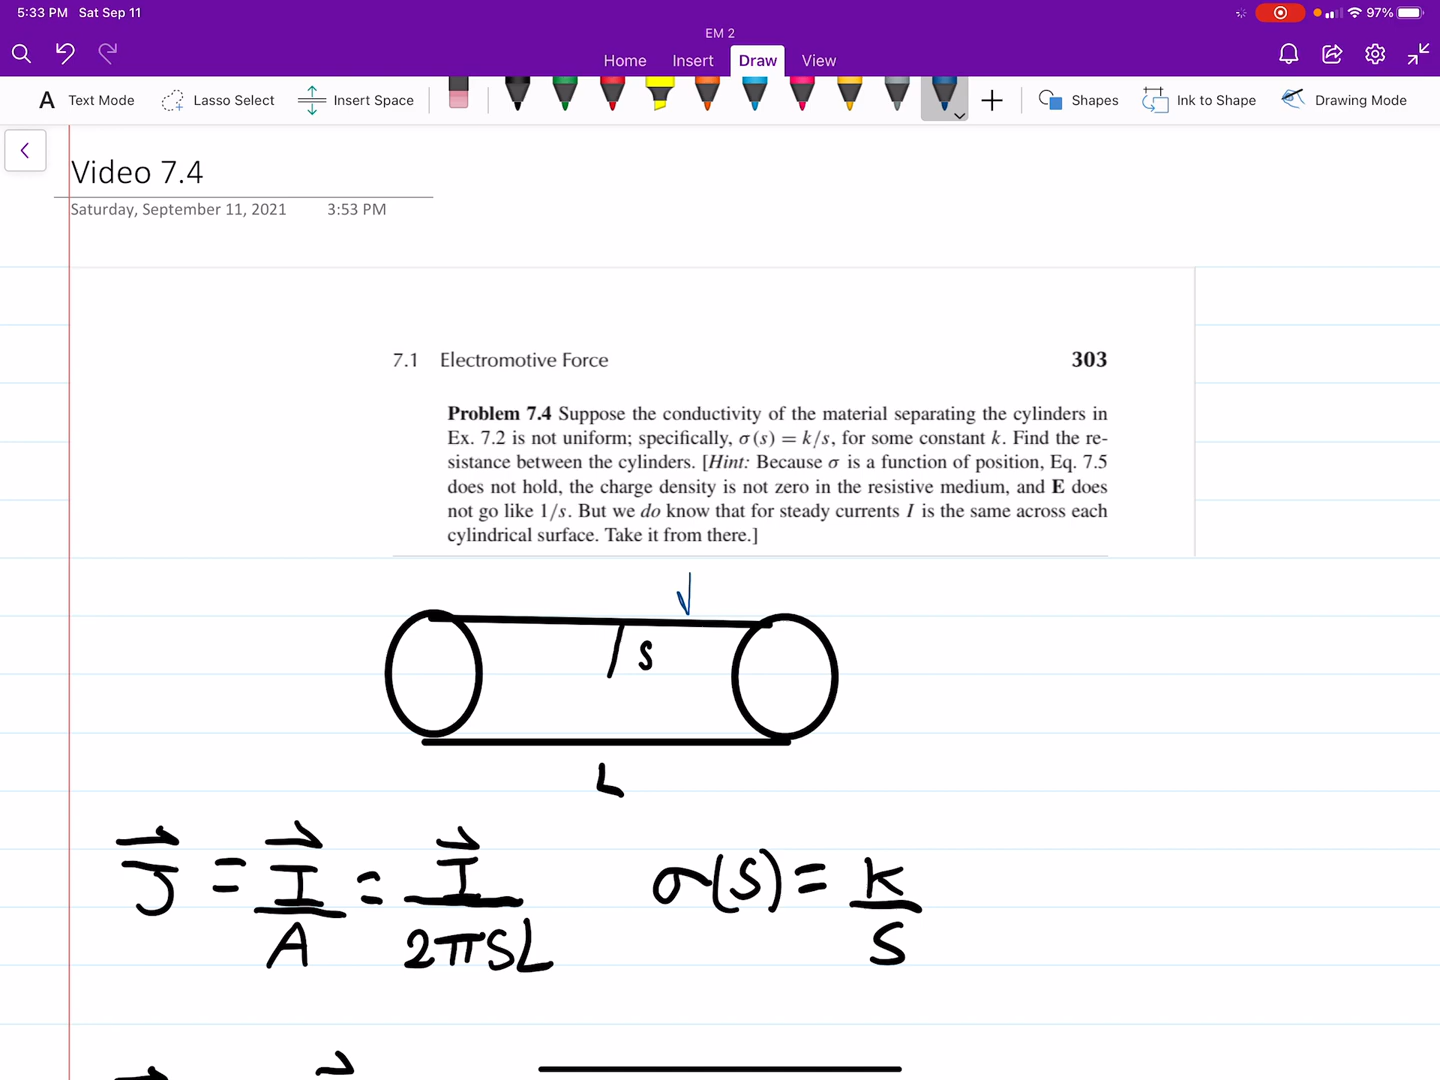 5:33 PM Sat Sep 11
97%
EM 2
Home Insert Draw View
A Text Mode Lasso Select Insert Space Shapes Ink to Shape Drawing Mode
Video 7.4
Saturday, September 11, 2021 3:53 PM
7.1 Electromotive Force 303
Problem 7.4 Suppose the conductivity of the material separating the cylinders in
Ex. 7.2 is not uniform; specifically, σ(s) = k/s, for some constant k. Find the re-
sistance between the cylinders. [Hint: Because σ is a function of position, Eq. 7.5
does not hold, the charge density is not zero in the resistive medium, and E does
not go like 1/s. But we do know that for steady currents I is the same across each
cylindrical surface. Take it from there.]
s
L
J⃗ = I⃗/A = I⃗/2πSL σ(s) = k/s